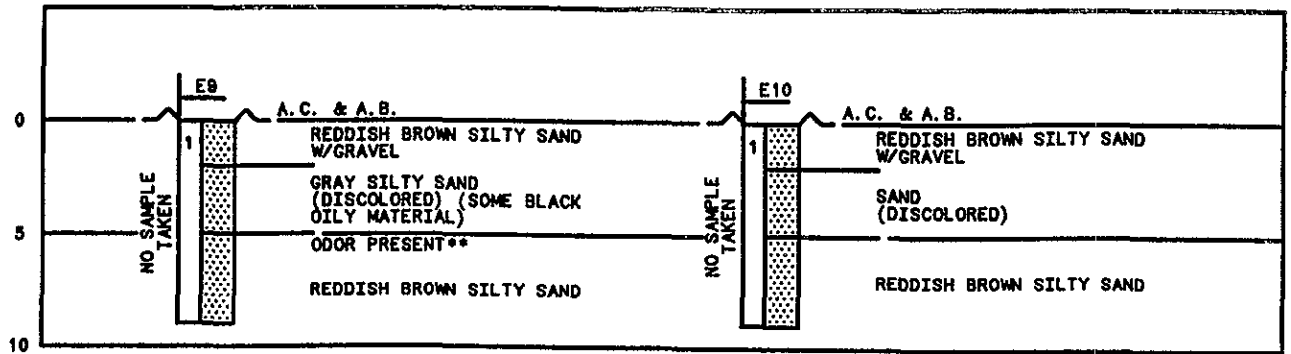 E9
A.C. & A.B.
0
REDDISH BROWN SILTY SAND
W/GRAVEL
1
GRAY SILTY SAND
(DISCOLORED) (SOME BLACK
OILY MATERIAL)
NO SAMPLE
TAKEN
5
ODOR PRESENT**
REDDISH BROWN SILTY SAND
10
E10
A.C. & A.B.
REDDISH BROWN SILTY SAND
W/GRAVEL
1
SAND
(DISCOLORED)
NO SAMPLE
TAKEN
REDDISH BROWN SILTY SAND